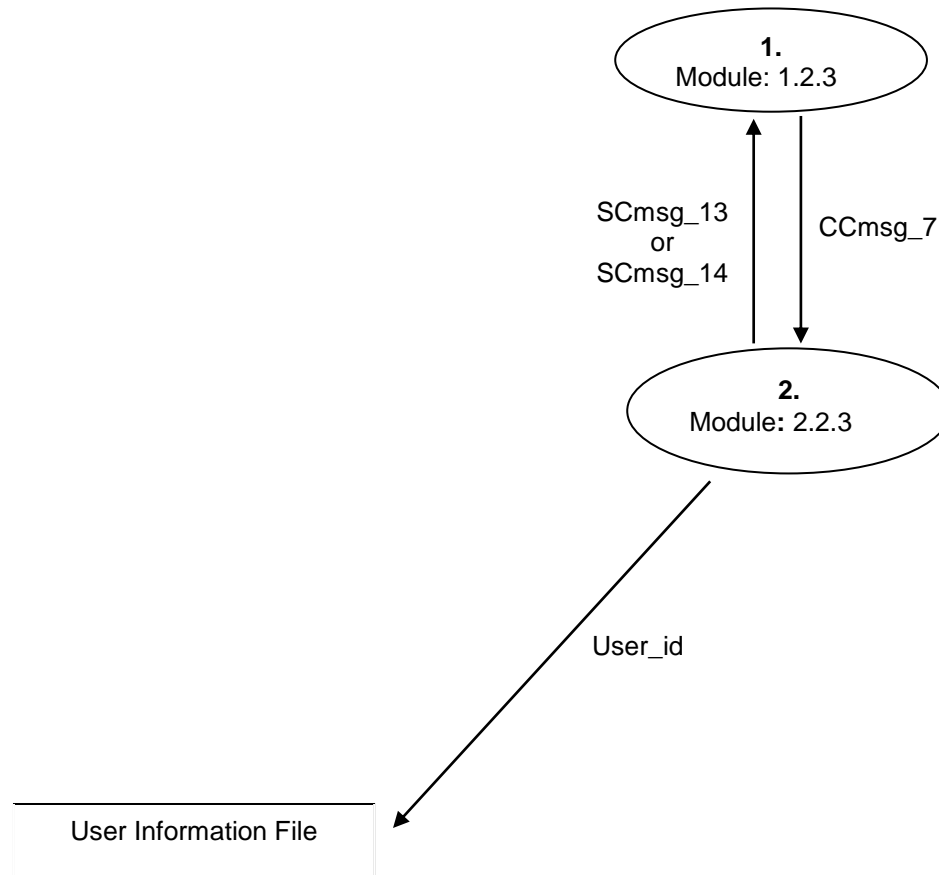 1.
Module: 1.2.3
SCmsg_13
or
SCmsg_14
CCmsg_7
2.
Module: 2.2.3
User_id
User Information File